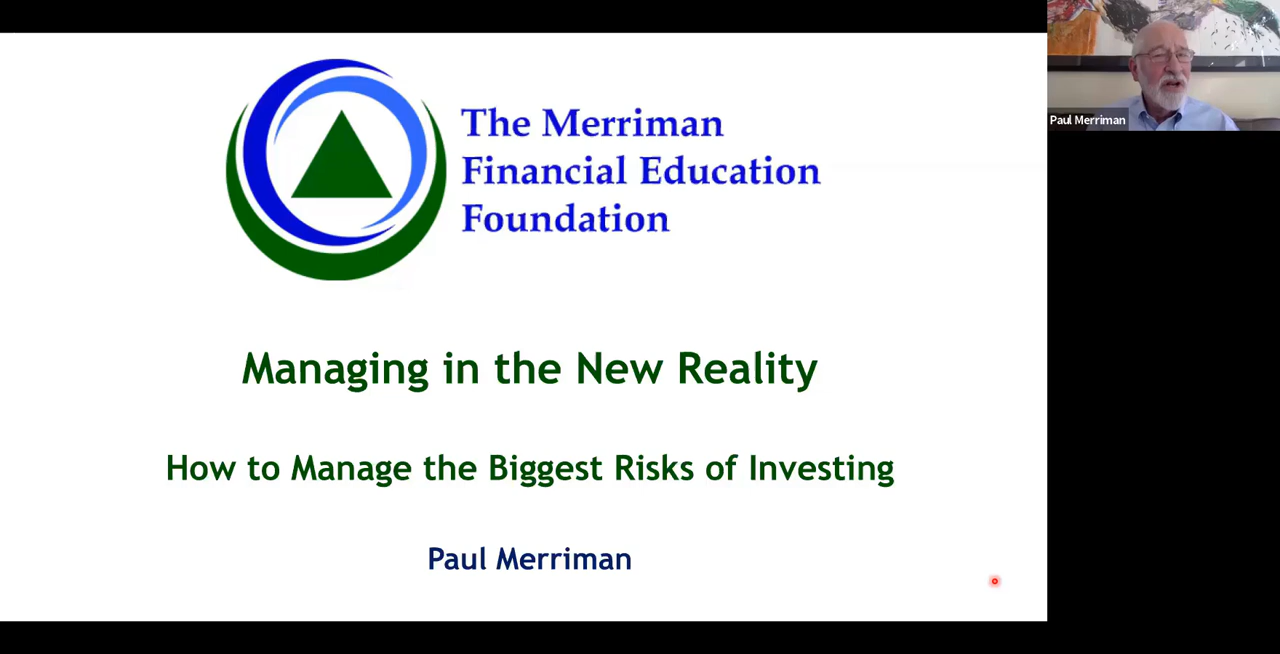 The Merriman
Financial Education
Foundation
Managing in the New Reality
How to Manage the Biggest Risks of Investing
Paul Merriman
Paul Merriman